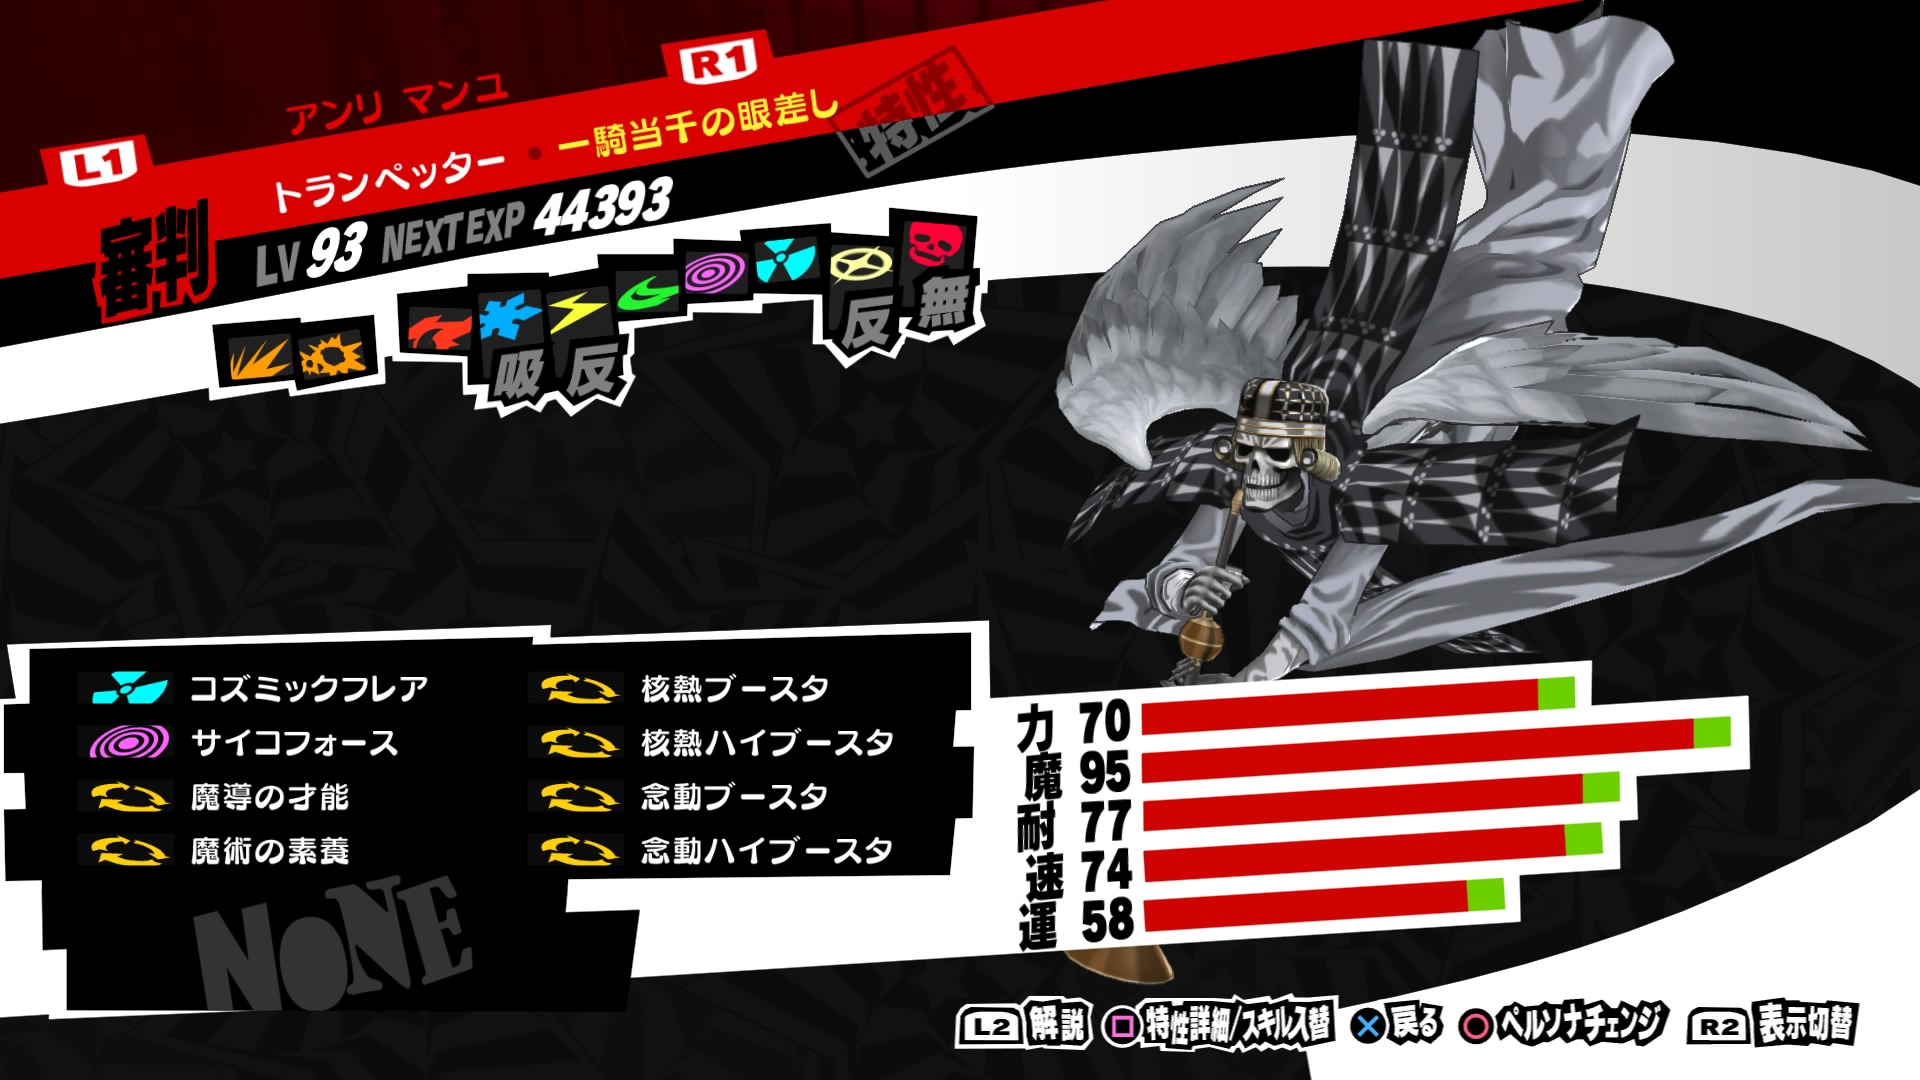 アンリ マンユ
R1
L1
トランペッター・一騎当千の眼差し
特性
審判
LV 93 NEXT EXP 44393
吸 反 反 無
コズミックフレア
サイコフォース
魔導の才能
魔術の素養
核熱ブースタ
核熱ハイブースタ
念動ブースタ
念動ハイブースタ
NONE
力 70
魔 95
耐 77
速 74
運 58
L2 解説 特性詳細/スキル入替 戻る ペルソナチェンジ R2 表示切替